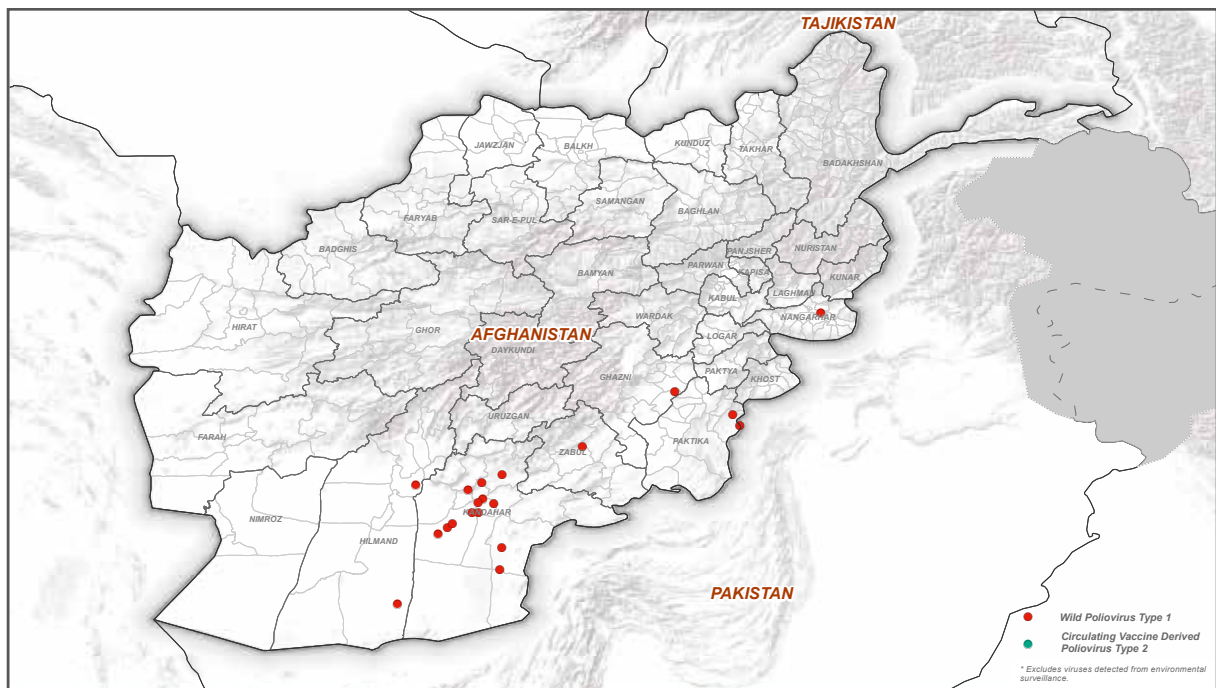 TAJIKISTAN
JAWZJAN
BALKH
KUNDUZ
TAKHAR
BADAKHSHAN
FARYAB
SAR-E-PUL
SAMANGAN
BAGHLAN
BADGHIS
PANJSHER
NURISTAN
BAMYAN
PARWAN
KAPISA
KUNAR
LAGHMAN
KABUL
HIRAT
GHOR
WARDAK
NANGARHAR
AFGHANISTAN
LOGAR
DAYKUNDI
GHAZNI
PAKTYA
KHOST
URUZGAN
FARAH
PAKTIKA
ZABUL
KANDAHAR
NIMROZ
HILMAND
PAKISTAN
Wild Poliovirus Type 1
Circulating Vaccine Derived
Poliovirus Type 2
* Excludes viruses detected from environmental
surveillance.